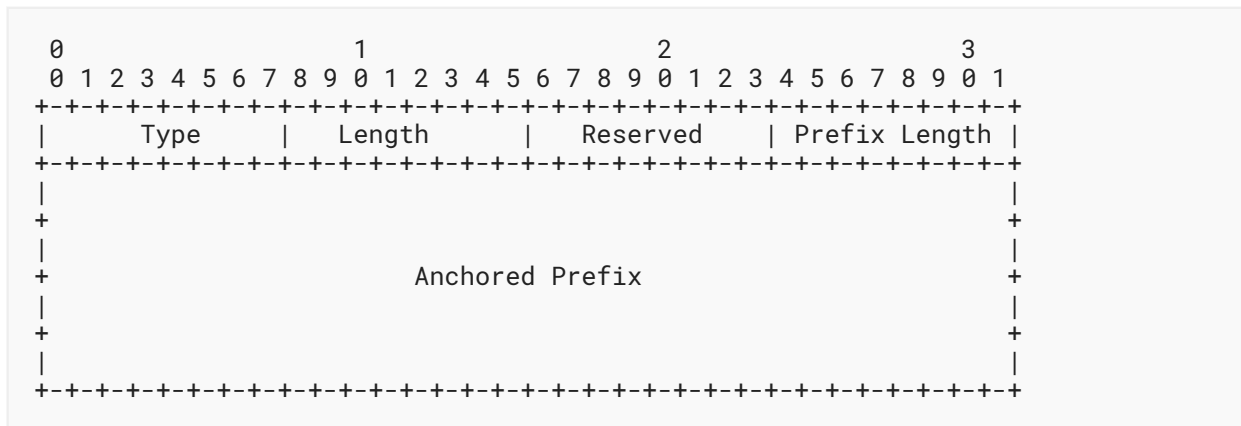 0                   1                   2                   3
 0 1 2 3 4 5 6 7 8 9 0 1 2 3 4 5 6 7 8 9 0 1 2 3 4 5 6 7 8 9 0 1
+-+-+-+-+-+-+-+-+-+-+-+-+-+-+-+-+-+-+-+-+-+-+-+-+-+-+-+-+-+-+-+-+
|      Type     |   Length      |   Reserved    | Prefix Length |
+-+-+-+-+-+-+-+-+-+-+-+-+-+-+-+-+-+-+-+-+-+-+-+-+-+-+-+-+-+-+-+-+
|                                                               |
+                                                               +
|                                                               |
+                        Anchored Prefix                        +
|                                                               |
+                                                               +
|                                                               |
+-+-+-+-+-+-+-+-+-+-+-+-+-+-+-+-+-+-+-+-+-+-+-+-+-+-+-+-+-+-+-+-+